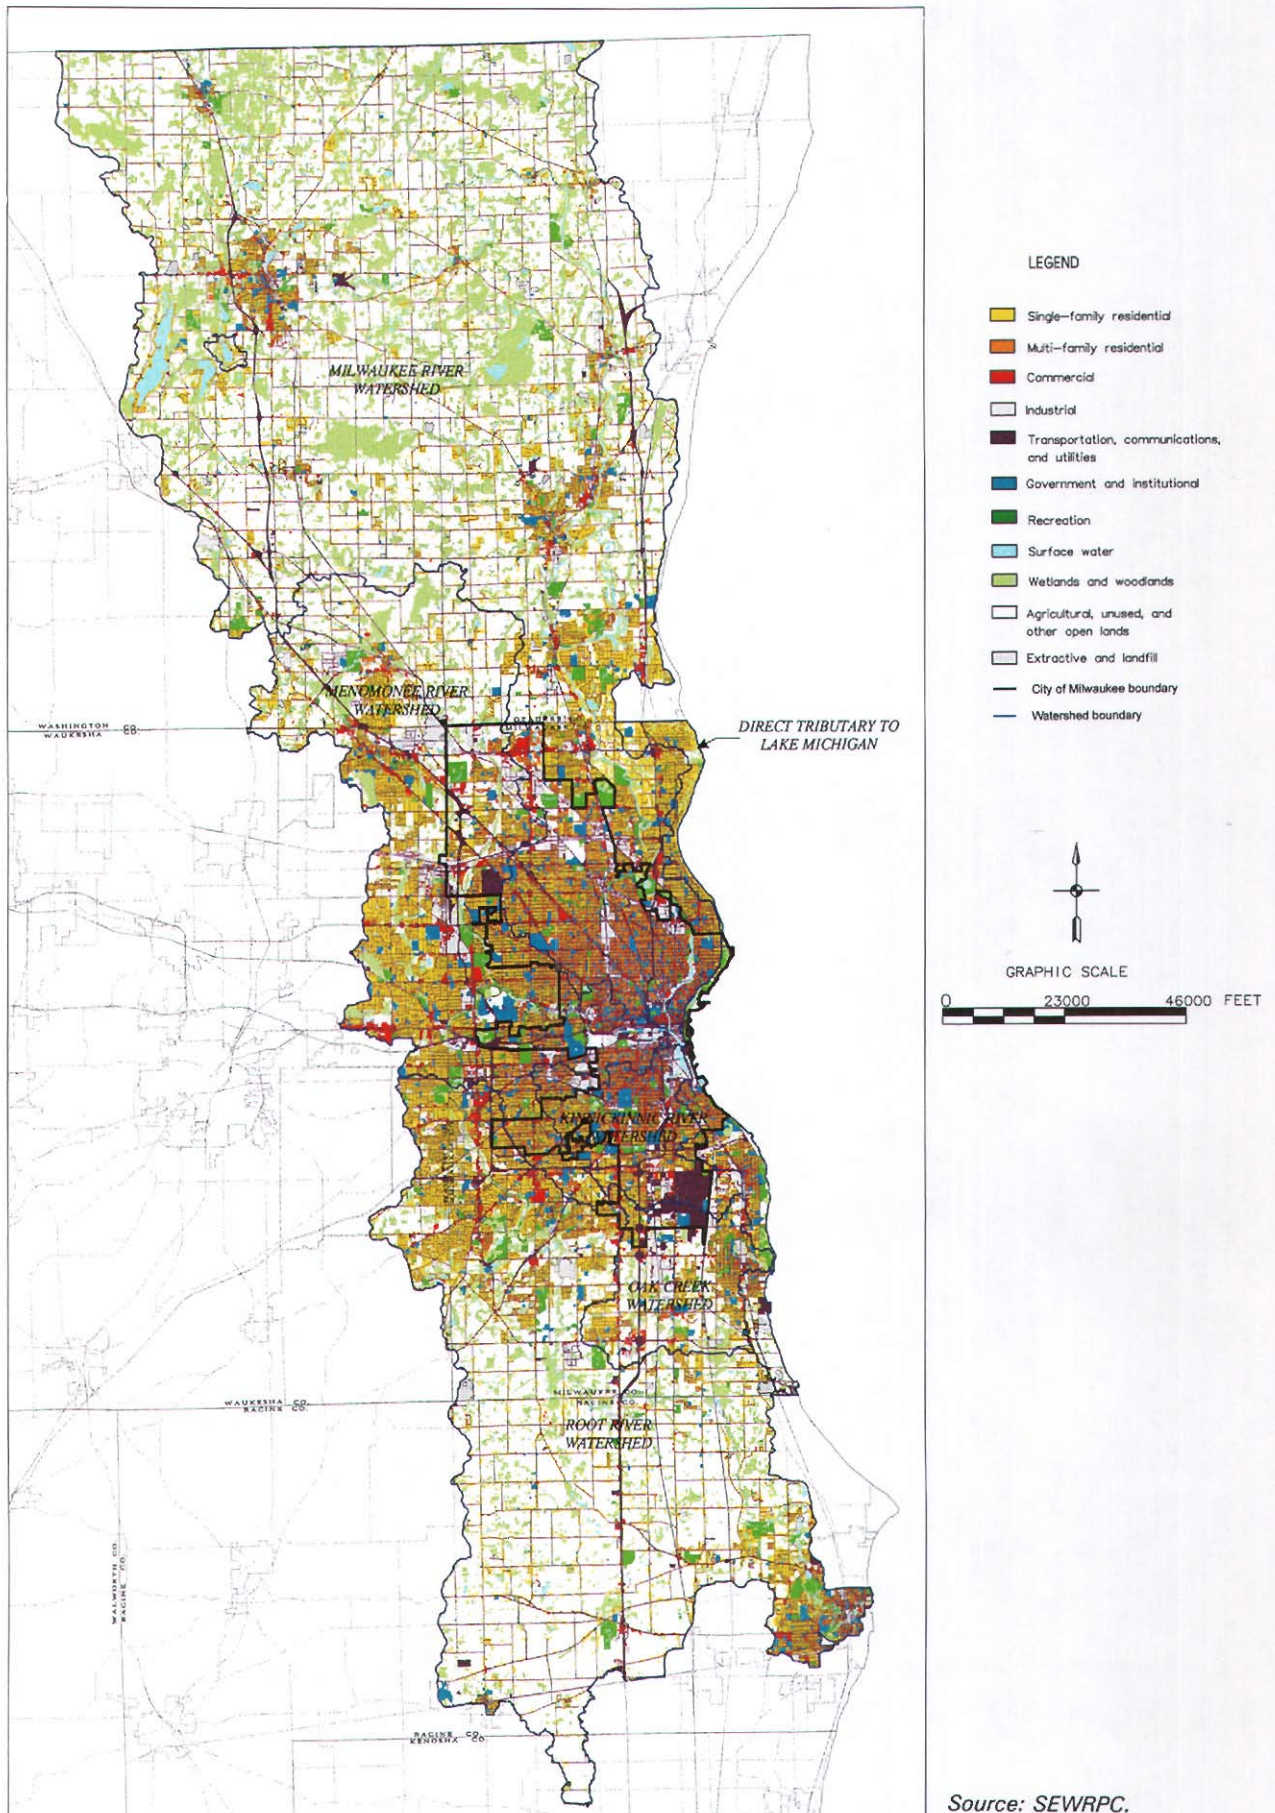 MILWAUKEE RIVER
WATERSHED
MENOMONEE RIVER
WATERSHED
WASHINGTON CO.
WAUKESHA CO.
DIRECT TRIBUTARY TO
LAKE MICHIGAN
KINNICKINNIC RIVER
WATERSHED
OAK CREEK
WATERSHED
WAUKESHA CO.
RACINE CO.
MILWAUKEE CO.
RACINE CO.
ROOT RIVER
WATERSHED
WALWORTH CO.
RACINE CO.
RACINE CO.
KENOSHA CO.
LEGEND
Single-family residential
Multi-family residential
Commercial
Industrial
Transportation, communications,
and utilities
Government and institutional
Recreation
Surface water
Wetlands and woodlands
Agricultural, unused, and
other open lands
Extractive and landfill
City of Milwaukee boundary
Watershed boundary
GRAPHIC SCALE
0 23000 46000 FEET
Source: SEWRPC.